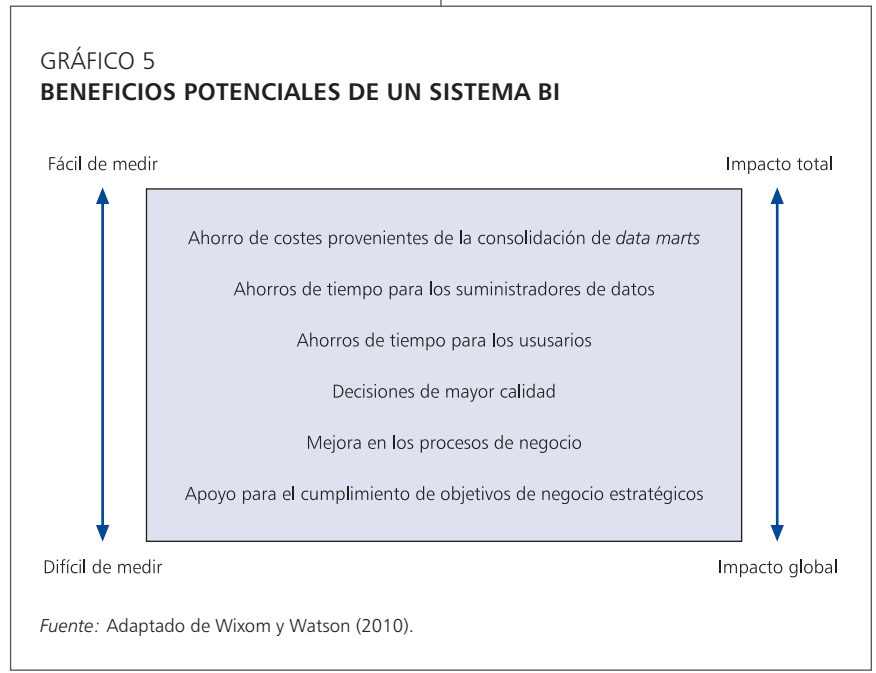 GRÁFICO 5
BENEFICIOS POTENCIALES DE UN SISTEMA BI
Fácil de medir
Impacto total
Ahorro de costes provenientes de la consolidación de data marts
Ahorros de tiempo para los suministradores de datos
Ahorros de tiempo para los ususarios
Decisiones de mayor calidad
Mejora en los procesos de negocio
Apoyo para el cumplimiento de objetivos de negocio estratégicos
Difícil de medir
Impacto global
Fuente: Adaptado de Wixom y Watson (2010).